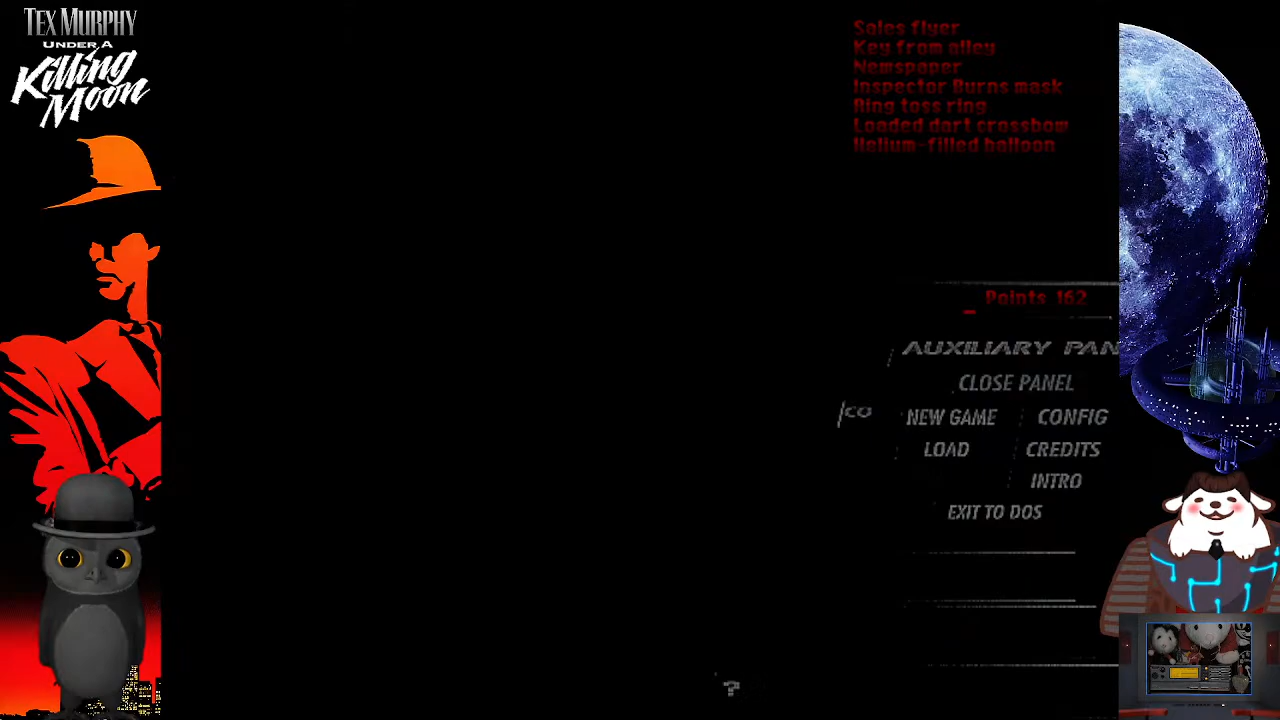 TEX MURPHY
UNDER A
Killing
Moon
Sales flyer
Key from alley
Newspaper
Inspector Burns mask
Ring toss ring
Loaded dart crossbow
Helium-filled balloon
Points 162
AUXILIARY PAN
CLOSE PANEL
CO
NEW GAME
CONFIG
LOAD
CREDITS
INTRO
EXIT TO DOS
?